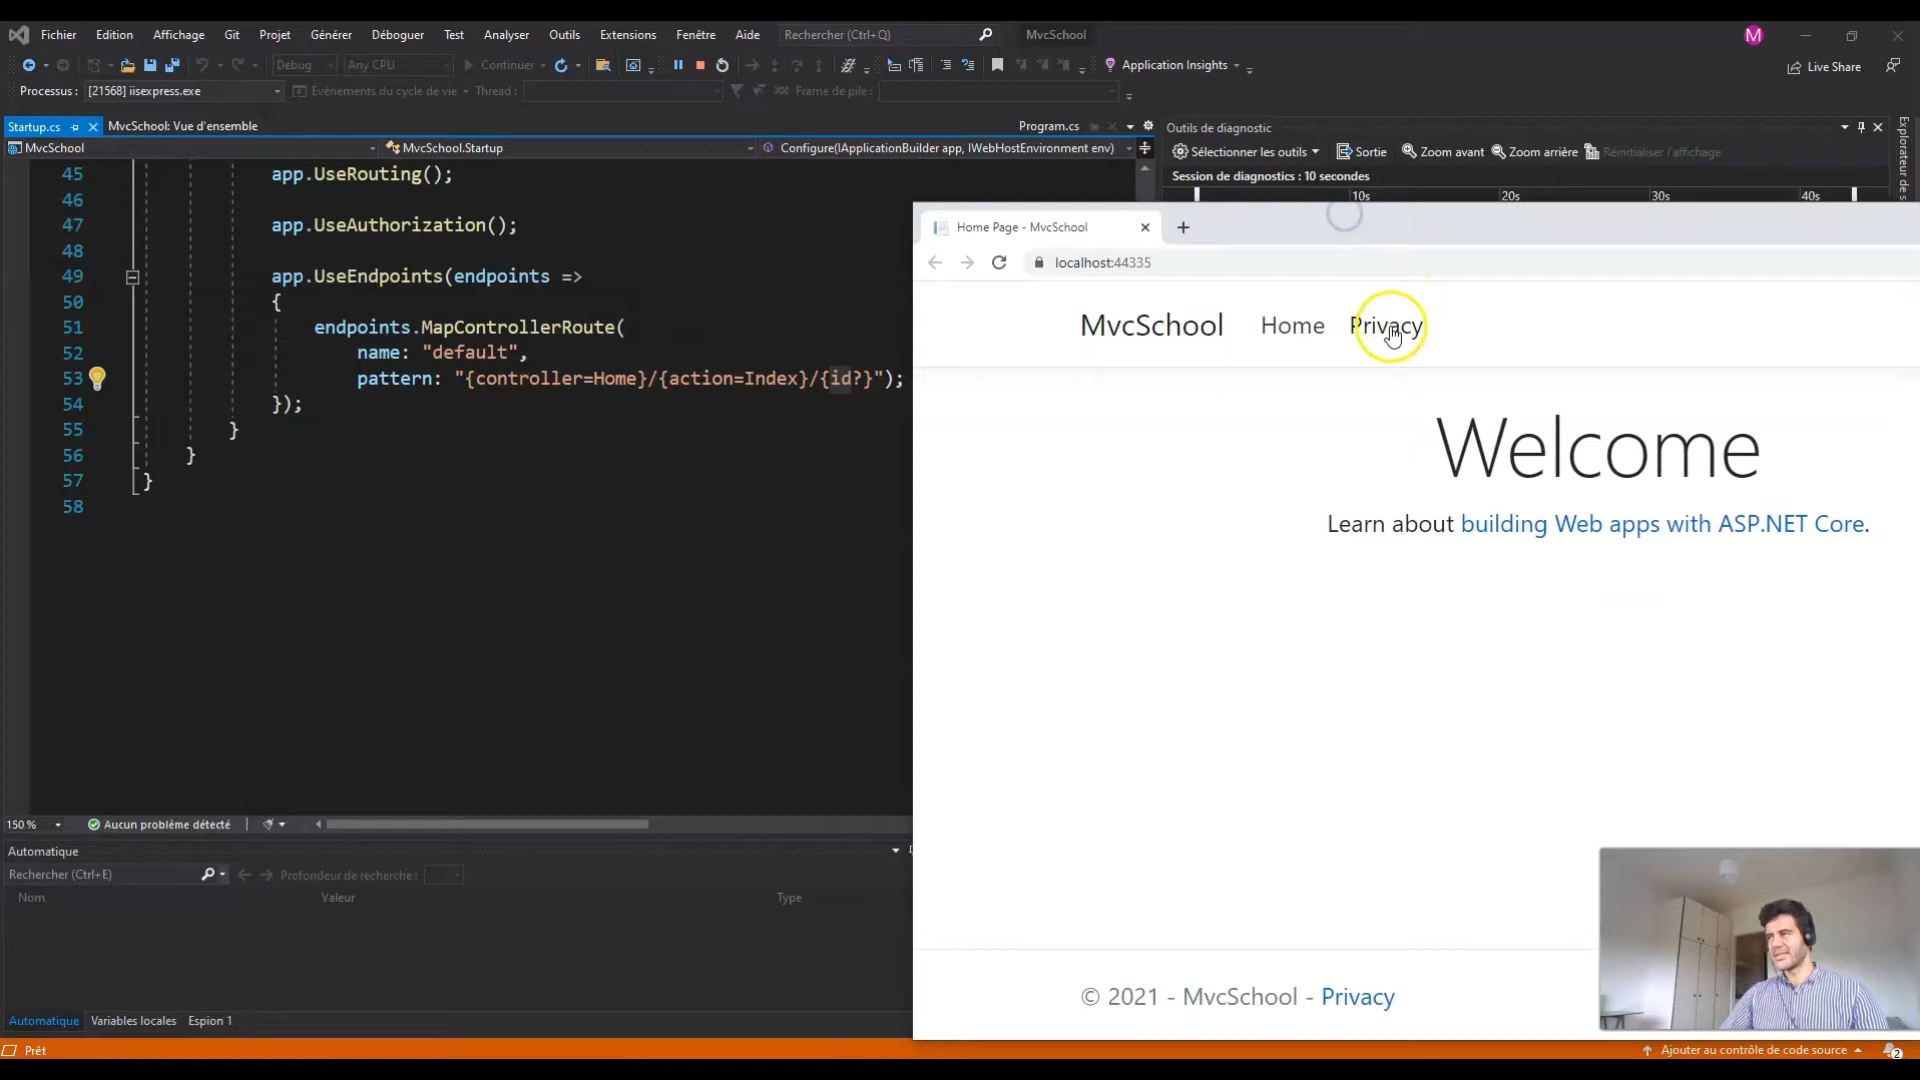 Fichier Edition Affichage Git Projet Générer Déboguer Test Analyser Outils Extensions Fenêtre Aide Rechercher (Ctrl+Q) MvcSchool M
Debug Any CPU Continuer Application Insights Live Share
Processus : [21568] iisexpress.exe Evénements du cycle de vie Thread : Frame de pile :
Startup.cs MvcSchool: Vue d'ensemble Program.cs
MvcSchool MvcSchool.Startup Configure(IApplicationBuilder app, IWebHostEnvironment env)
45 app.UseRouting();
46
47 app.UseAuthorization();
48
49 app.UseEndpoints(endpoints =>
50 {
51 endpoints.MapControllerRoute(
52 name: "default",
53 pattern: "{controller=Home}/{action=Index}/{id?}");
54 });
55 }
56 }
57 }
58
150 % Aucun problème détecté
Automatique
Rechercher (Ctrl+E) Profondeur de recherche :
Nom Valeur Type
Automatique Variables locales Espion 1
Prêt
Outils de diagnostic
Sélectionner les outils Sortie Zoom avant Zoom arrière Réinitialiser l'affichage
Session de diagnostics : 10 secondes
10s 20s 30s 40s
Explorateur de s
Home Page - MvcSchool
localhost:44335
MvcSchool Home Privacy
Welcome
Learn about building Web apps with ASP.NET Core.
© 2021 - MvcSchool - Privacy
Ajouter au contrôle de code source 2